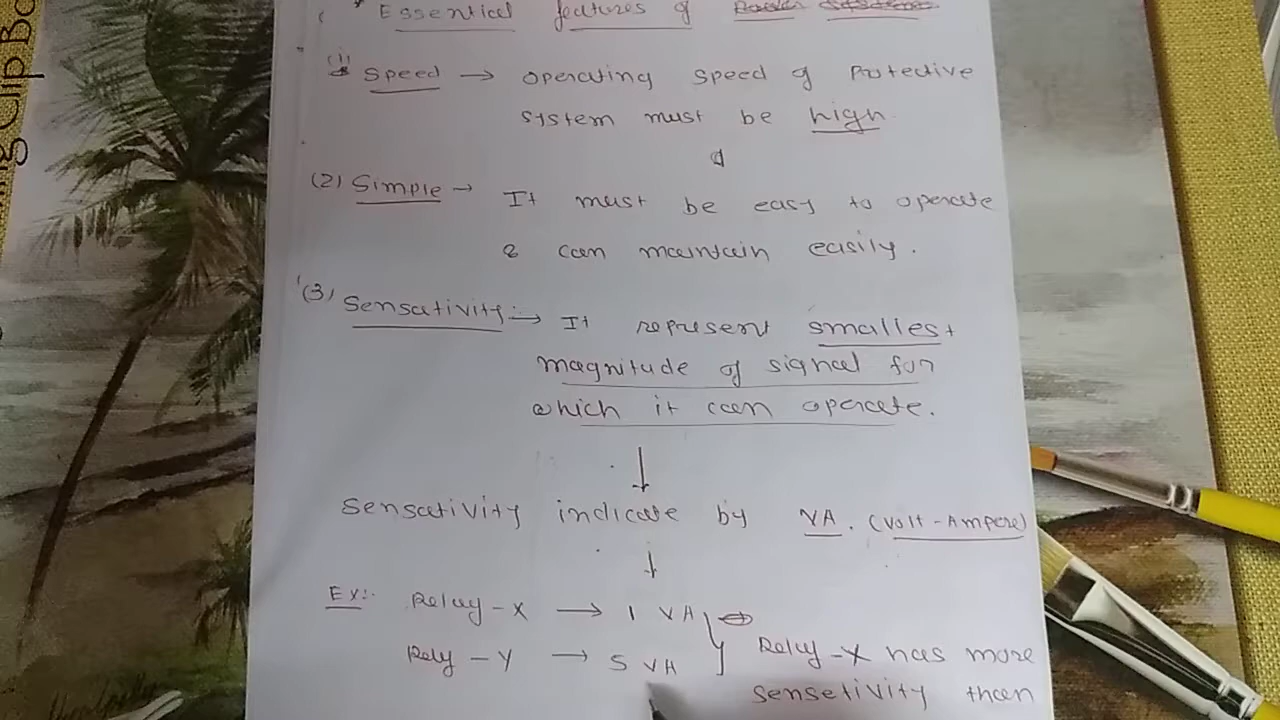 Essential features of
(1) Speed → operating speed of Protective
system must be high
(2) Simple → It must be easy to operate
& can maintain easily.
(3) Sensativity:→ It represent smallest
magnitude of signal for
which it can operate.
↓
Sensativity indicate by VA. (Volt-Ampere)
↓
Ex:- Relay-X → 1 VA
Rely-Y → 5 VA
Relay-X has more
sensetivity than